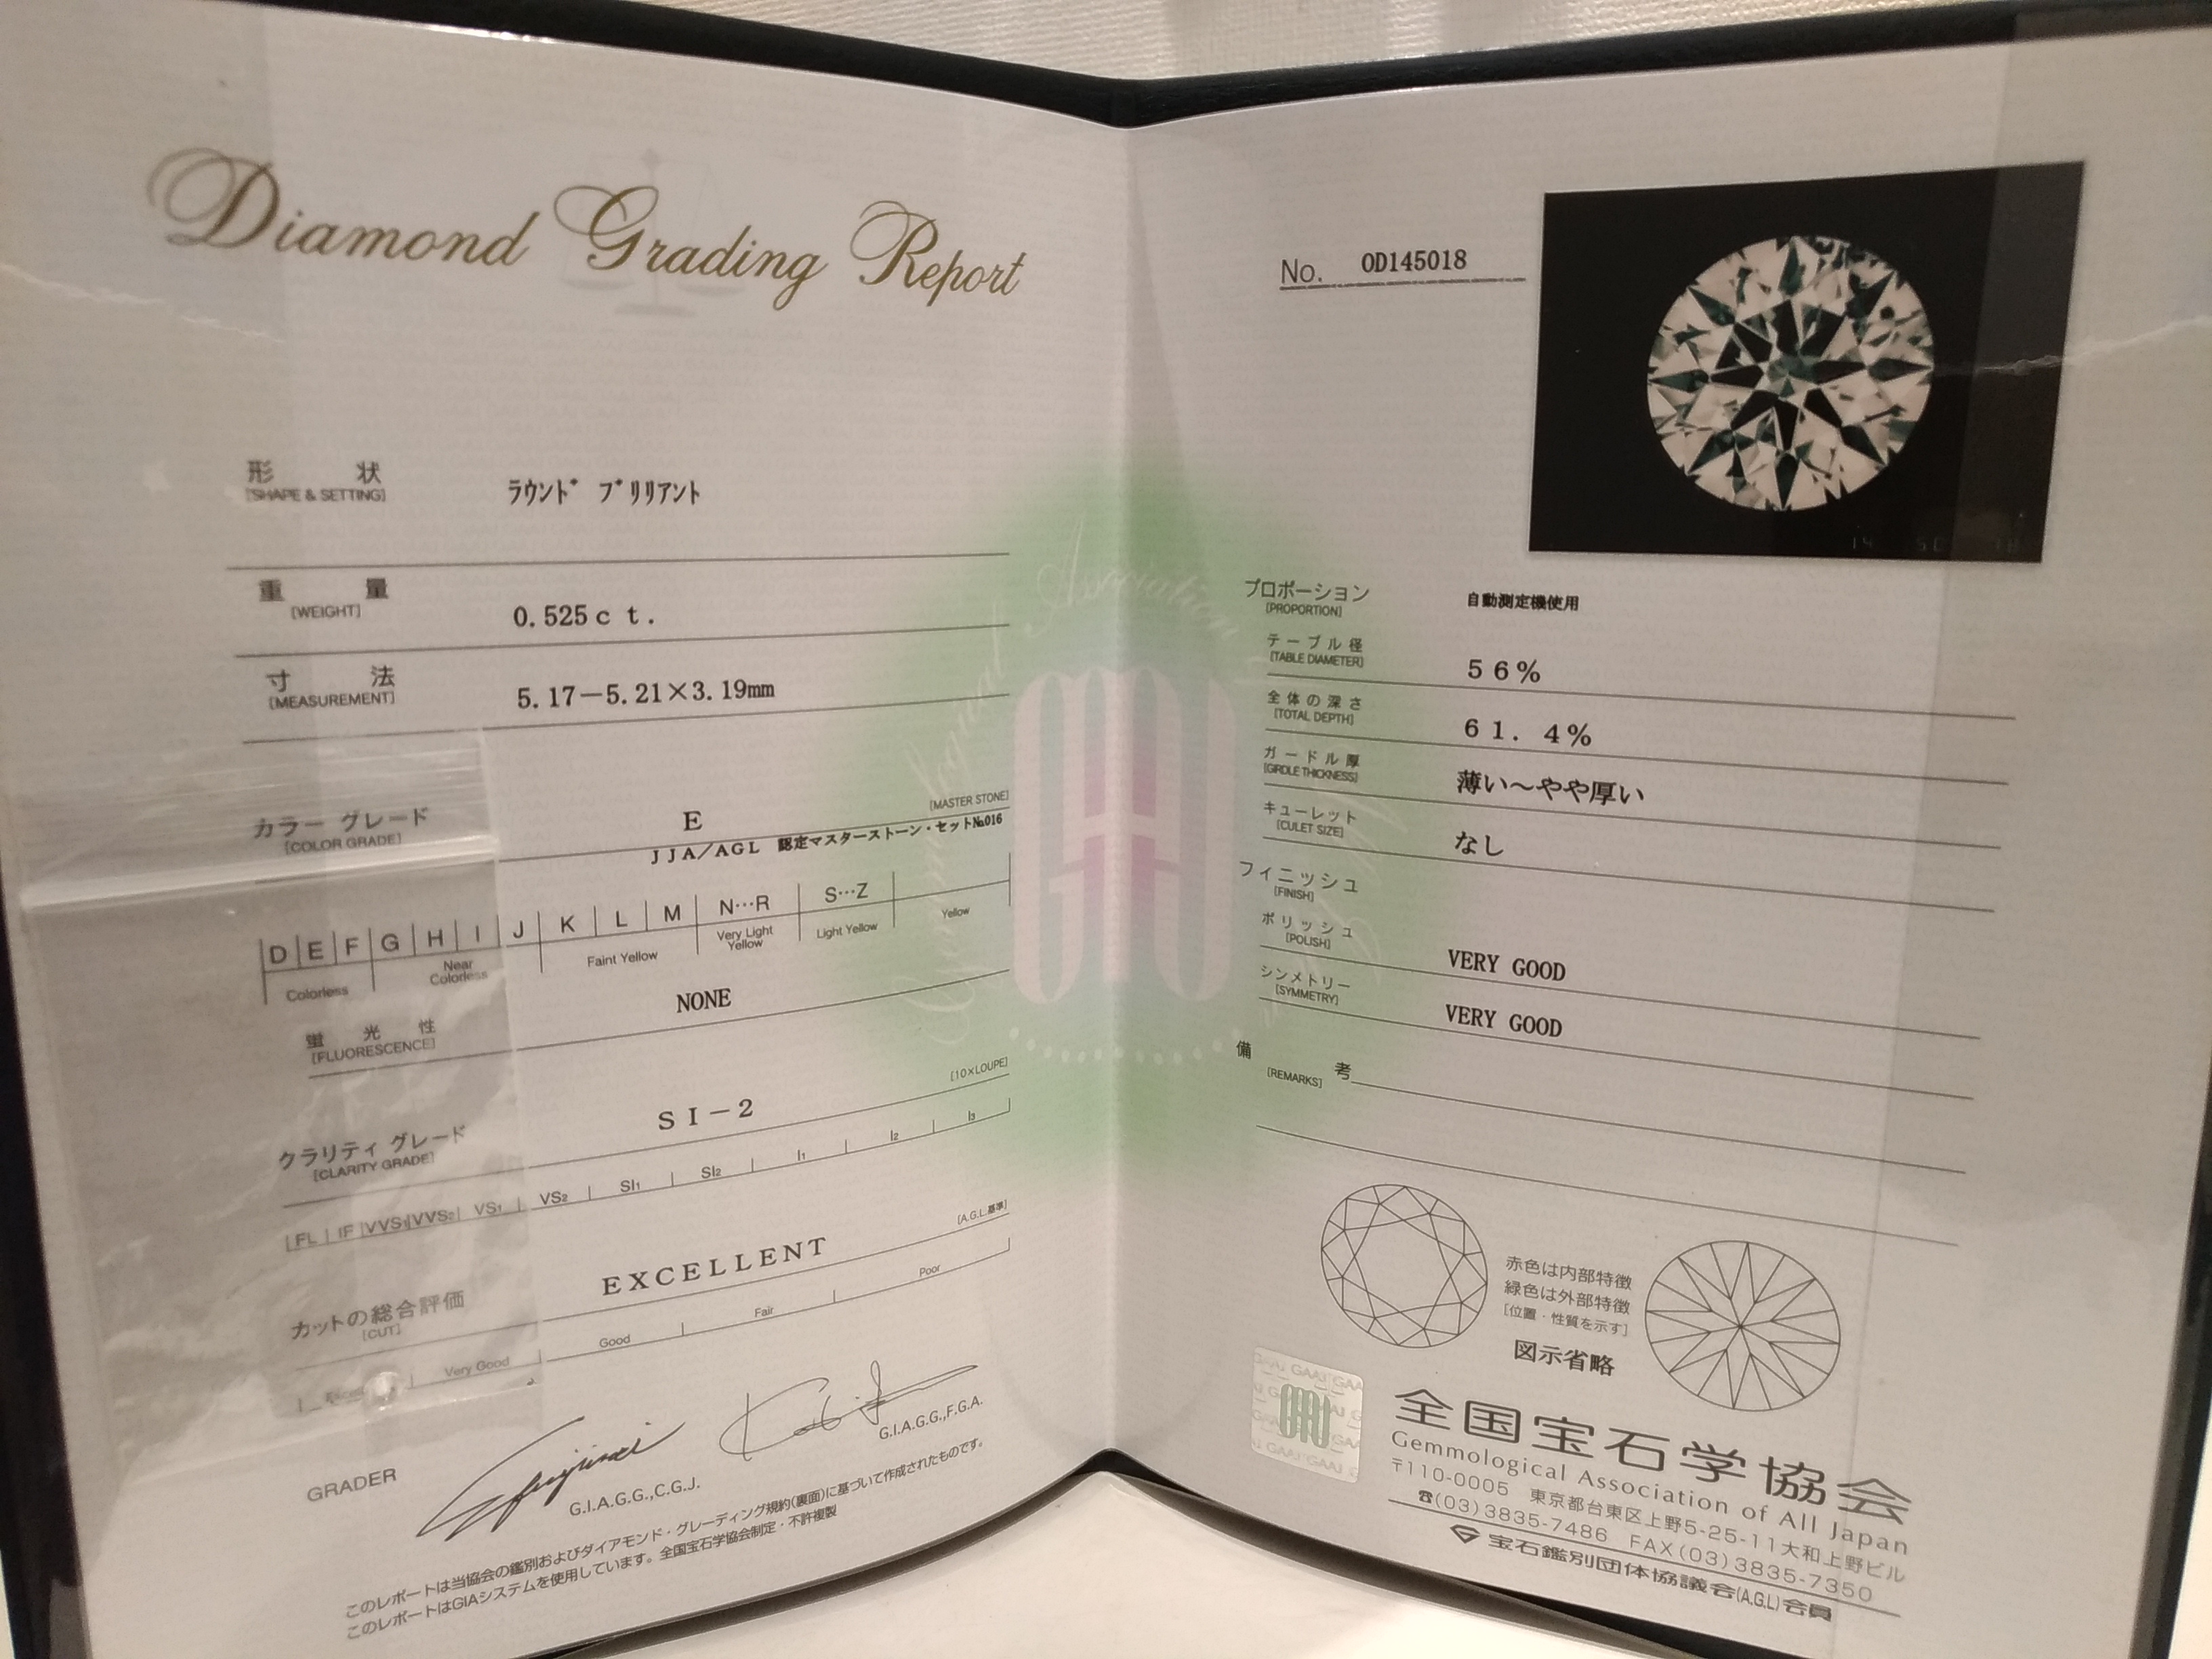 Diamond Grading Report
形 状
[SHAPE & SETTING]
ﾗｳﾝﾄﾞ ﾌﾞﾘﾘｱﾝﾄ
重 量
[WEIGHT]
0.525ct.
寸 法
[MEASUREMENT]
5.17－5.21×3.19mm
カラー グレード
[COLOR GRADE]
E
[MASTER STONE]
JJA/AGL 認定マスターストーン・セット№016
D E F G H I J K L M N…R S…Z
Colorless Near Colorless Faint Yellow Very Light Yellow Light Yellow Yellow
蛍 光 性
[FLUORESCENCE]
NONE
[10×LOUPE]
クラリティ グレード
[CLARITY GRADE]
SI－2
FL IF VVS1 VVS2 VS1 VS2 SI1 SI2 I1 I2 I3
[A.G.L.基準]
カットの総合評価
[CUT]
EXCELLENT
Excellent Very Good Good Fair Poor
GRADER
G.I.A.G.G.,C.G.J.
G.I.A.G.G.,F.G.A.
このレポートは当協会の鑑別およびダイアモンド・グレーディング規約(裏面)に基づいて作成されたものです。
このレポートはGIAシステムを使用しています。全国宝石学協会制定・不許複製
No. OD145018
プロポーション
[PROPORTION]
自動測定機使用
テーブル径
[TABLE DIAMETER]
56%
全体の深さ
[TOTAL DEPTH]
61.4%
ガードル厚
[GIRDLE THICKNESS]
薄い～やや厚い
キューレット
[CULET SIZE]
なし
フィニッシュ
[FINISH]
ポリッシュ
[POLISH]
VERY GOOD
シンメトリー
[SYMMETRY]
VERY GOOD
備 考
[REMARKS]
赤色は内部特徴
緑色は外部特徴
[位置・性質を示す]
図示省略
GAAJ
全国宝石学協会
Gemmological Association of All Japan
〒110-0005 東京都台東区上野5-25-11大和上野ビル
☎(03)3835-7486 FAX(03)3835-7350
宝石鑑別団体協議会(A.G.L)会員